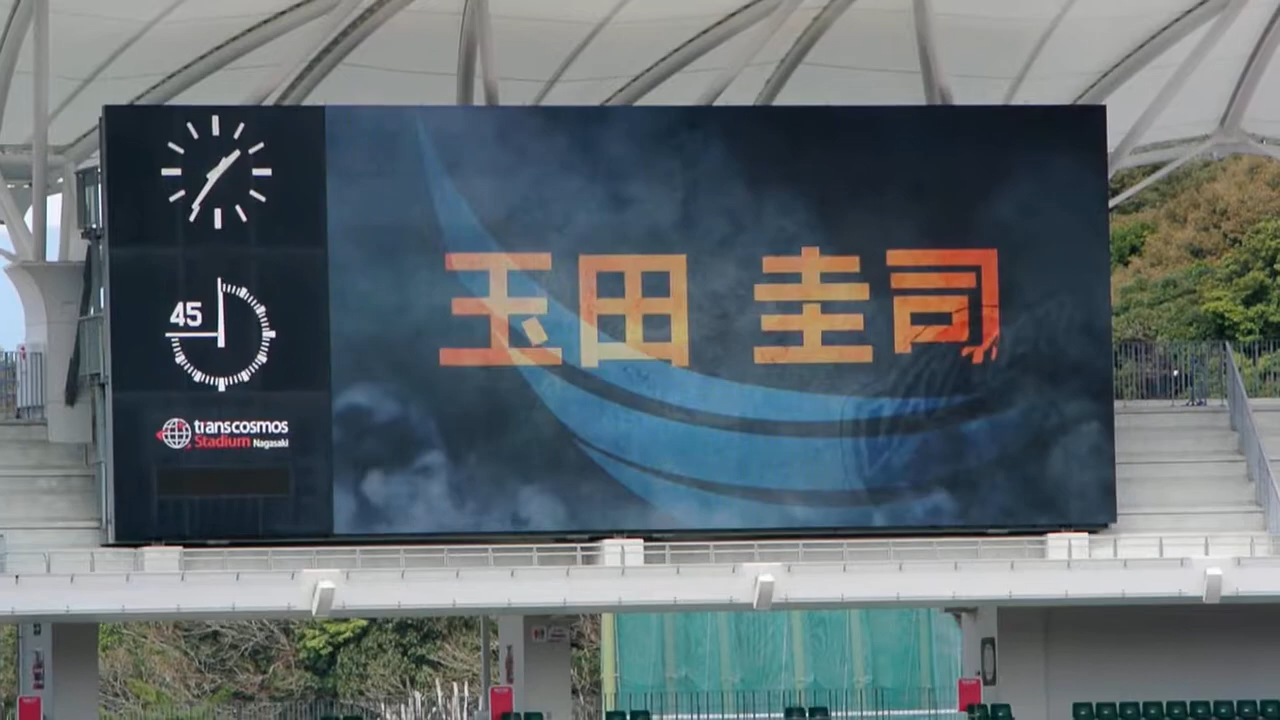 45
transcosmos
Stadium Nagasaki
玉田 圭司